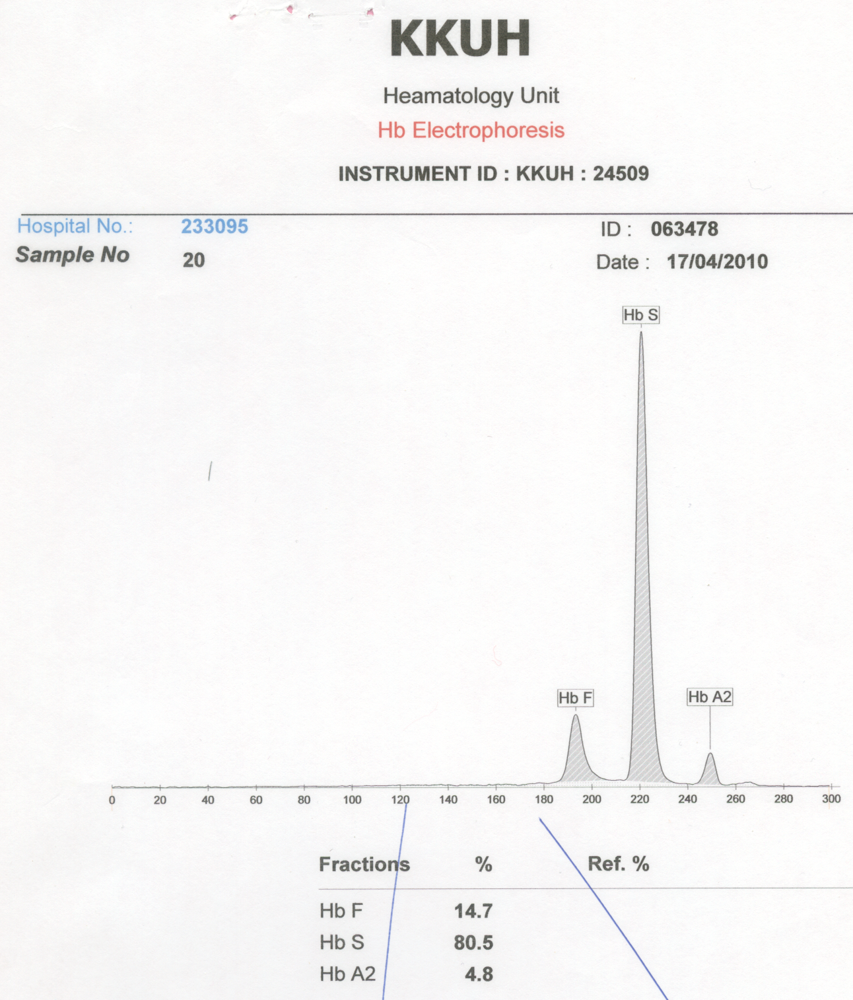 KKUH
Heamatology Unit
Hb Electrophoresis
INSTRUMENT ID : KKUH : 24509
Hospital No.: 233095 ID : 063478
Sample No 20 Date : 17/04/2010
Hb S
Hb F Hb A2
0 20 40 60 80 100 120 140 160 180 200 220 240 260 280 300
Fractions % Ref. %
Hb F 14.7
Hb S 80.5
Hb A2 4.8